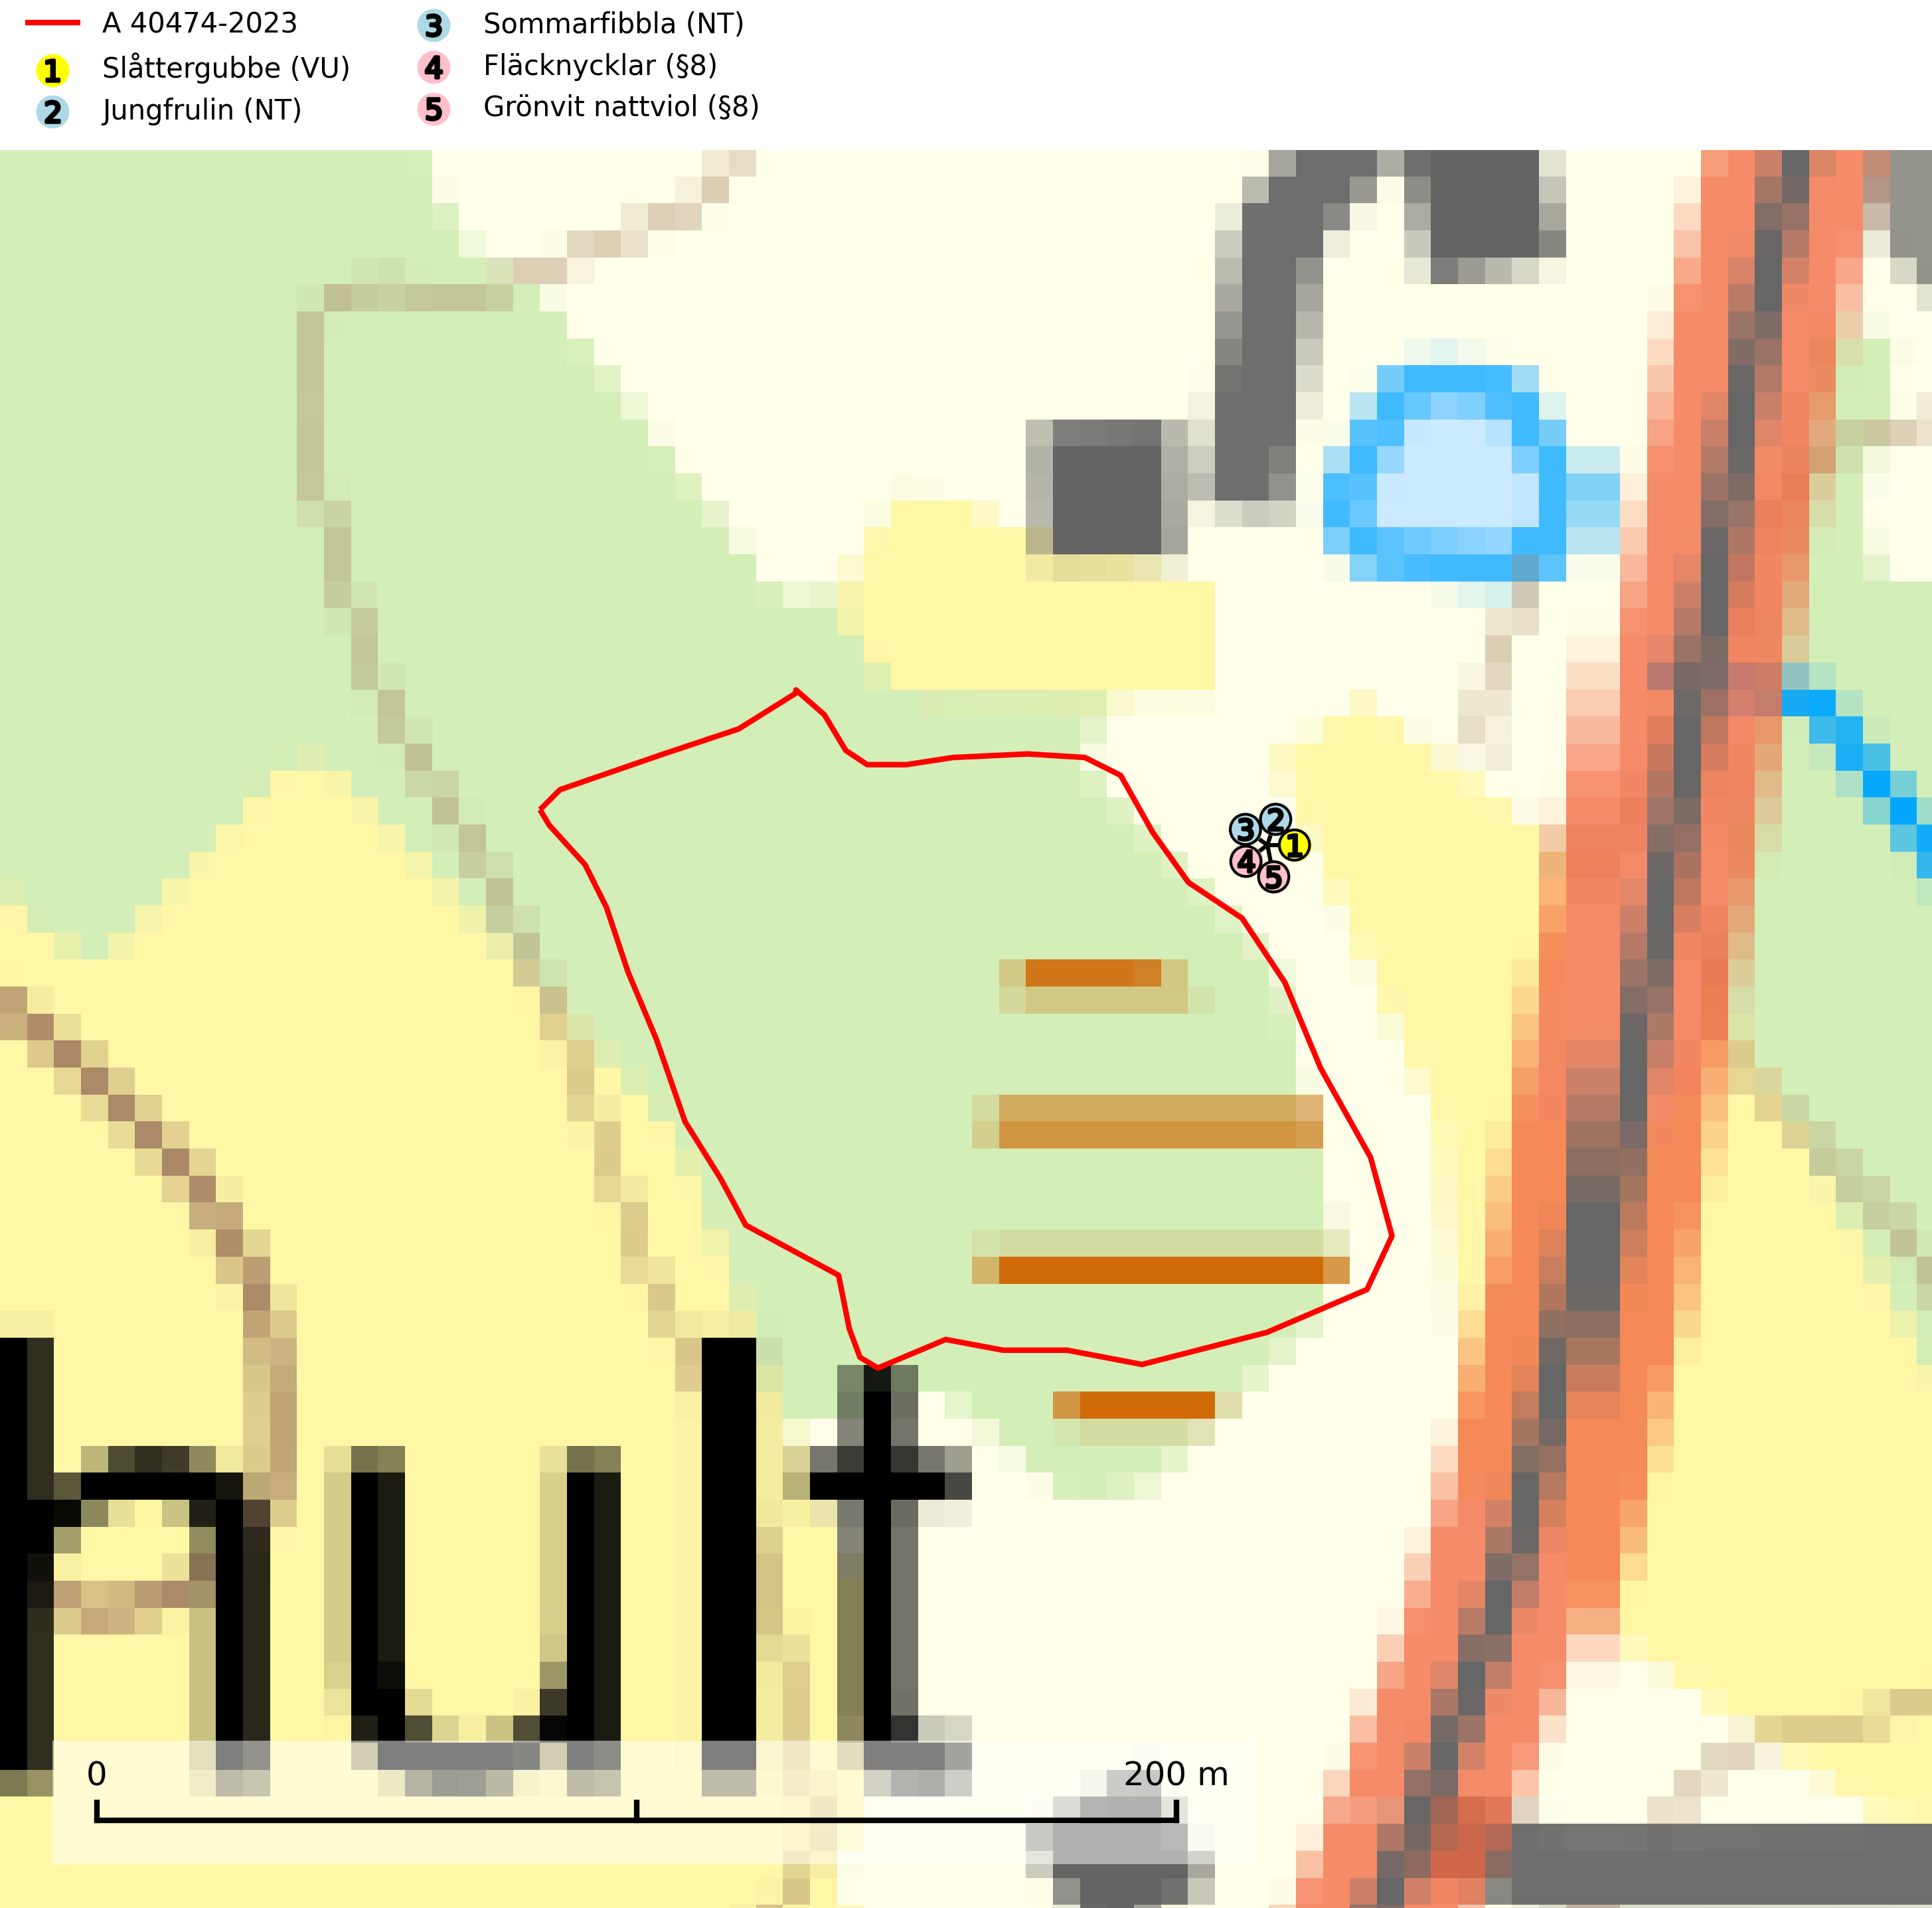 A 40474-2023
1 Slåttergubbe (VU)
2 Jungfrulin (NT)
3 Sommarfibbla (NT)
4 Fläcknycklar (§8)
5 Grönvit nattviol (§8)
3 2
1
4
5
hult
0 200 m